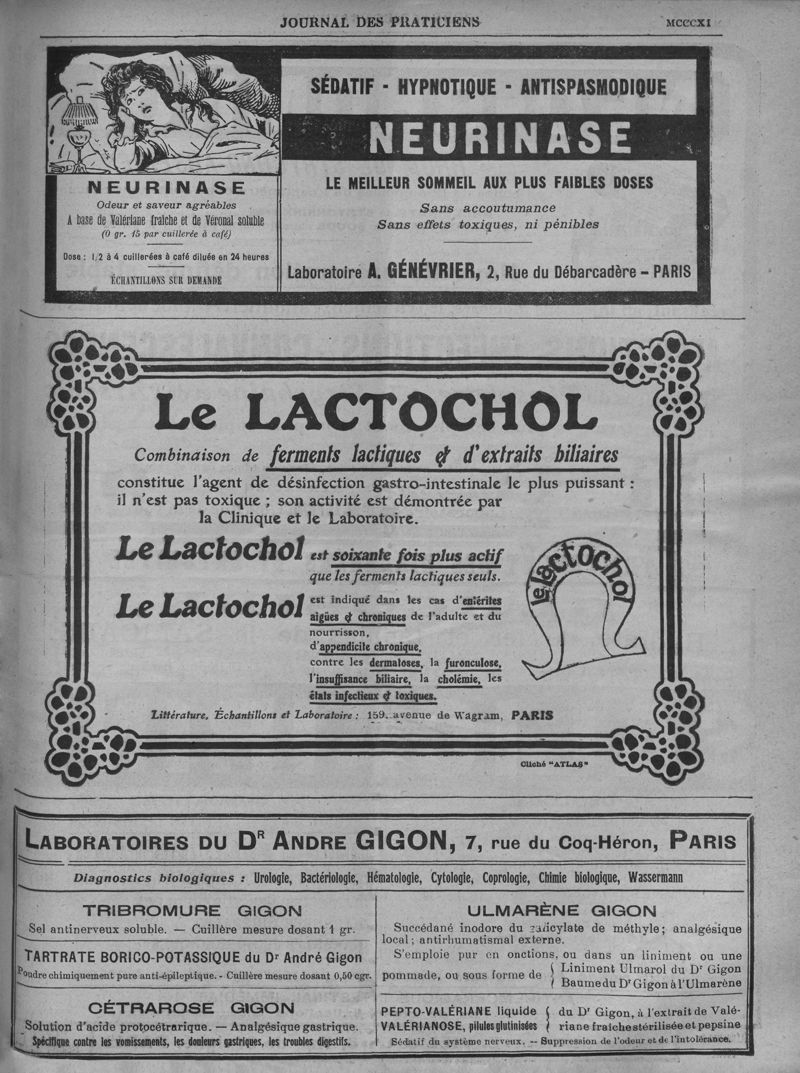 JOURNAL DES PRATICIENS
MCCCXI
NEURINASE
Odeur et saveur agréables
A base de Valériane fraîche et de Véronal soluble
(0 gr. 15 par cuillerée à café)
Dose : 1/2 à 4 cuillerées à café diluée en 24 heures
ÉCHANTILLONS SUR DEMANDE
SÉDATIF - HYPNOTIQUE - ANTISPASMODIQUE
NEURINASE
LE MEILLEUR SOMMEIL AUX PLUS FAIBLES DOSES
Sans accoutumance
Sans effets toxiques, ni pénibles
Laboratoire A. GÉNÉVRIER, 2, Rue du Débarcadère – PARIS
Le LACTOCHOL
Combinaison de ferments lactiques & d'extraits biliaires
constitue l'agent de désinfection gastro-intestinale le plus puissant :
il n'est pas toxique ; son activité est démontrée par
la Clinique et le Laboratoire.
Le Lactochol est soixante fois plus actif
que les ferments lactiques seuls.
Le Lactochol est indiqué dans les cas d'entérites
aigües & chroniques de l'adulte et du
nourrisson,
d'appendicite chronique,
contre les dermatoses, la furonculose,
l'insuffisance biliaire, la cholémie, les
états infectieux & toxiques.
le lactochol
Littérature, Échantillons et Laboratoire : 159, avenue de Wagram, PARIS
Cliché "ATLAS"
LABORATOIRES DU DR ANDRE GIGON, 7, rue du Coq-Héron, PARIS
Diagnostics biologiques : Urologie, Bactériologie, Hématologie, Cytologie, Coprologie, Chimie biologique, Wassermann
TRIBROMURE GIGON
Sel antinerveux soluble. — Cuillère mesure dosant 1 gr.
TARTRATE BORICO-POTASSIQUE du Dr André Gigon
Poudre chimiquement pure anti-épileptique. - Cuillère mesure dosant 0,50 cgr.
CÉTRAROSE GIGON
Solution d'acide protocétrarique. — Analgésique gastrique.
Spécifique contre les vomissements, les douleurs gastriques, les troubles digestifs.
ULMARÈNE GIGON
Succédané inodore du salicylate de méthyle ; analgésique
local ; antirhumatismal externe.
S'emploie pur en onctions, ou dans un liniment ou une
pommade, ou sous forme de { Liniment Ulmarol du Dr Gigon
Baume du Dr Gigon à l'Ulmarène
PEPTO-VALÉRIANE liquide { du Dr Gigon, à l'extrait de Valé-
VALÉRIANOSE, pilules glutinisées riane fraîche stérilisée et pepsine
Sédatif du système nerveux. — Suppression de l'odeur et de l'intolérance.